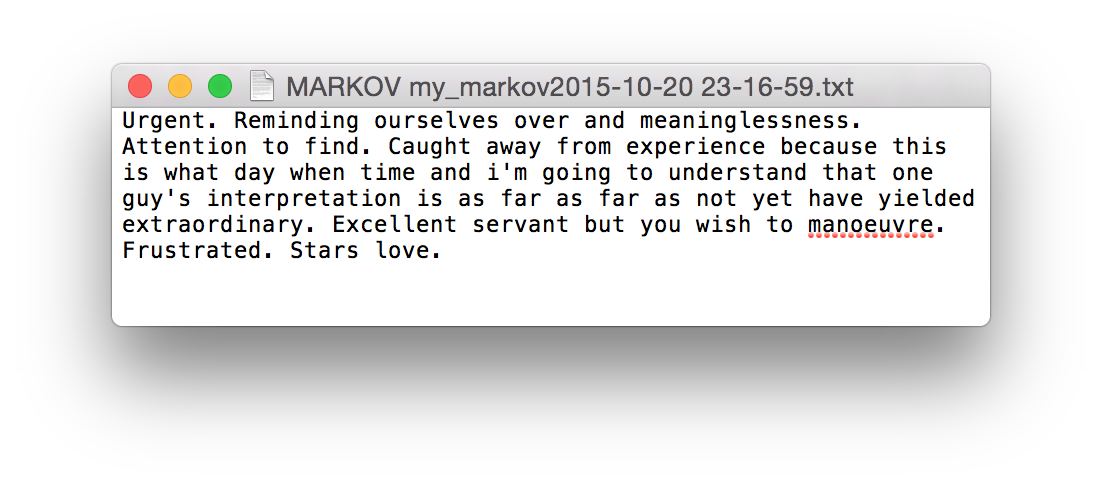 MARKOV my_markov2015-10-20 23-16-59.txt
Urgent. Reminding ourselves over and meaninglessness.
Attention to find. Caught away from experience because this
is what day when time and i'm going to understand that one
guy's interpretation is as far as far as not yet have yielded
extraordinary. Excellent servant but you wish to manoeuvre.
Frustrated. Stars love.